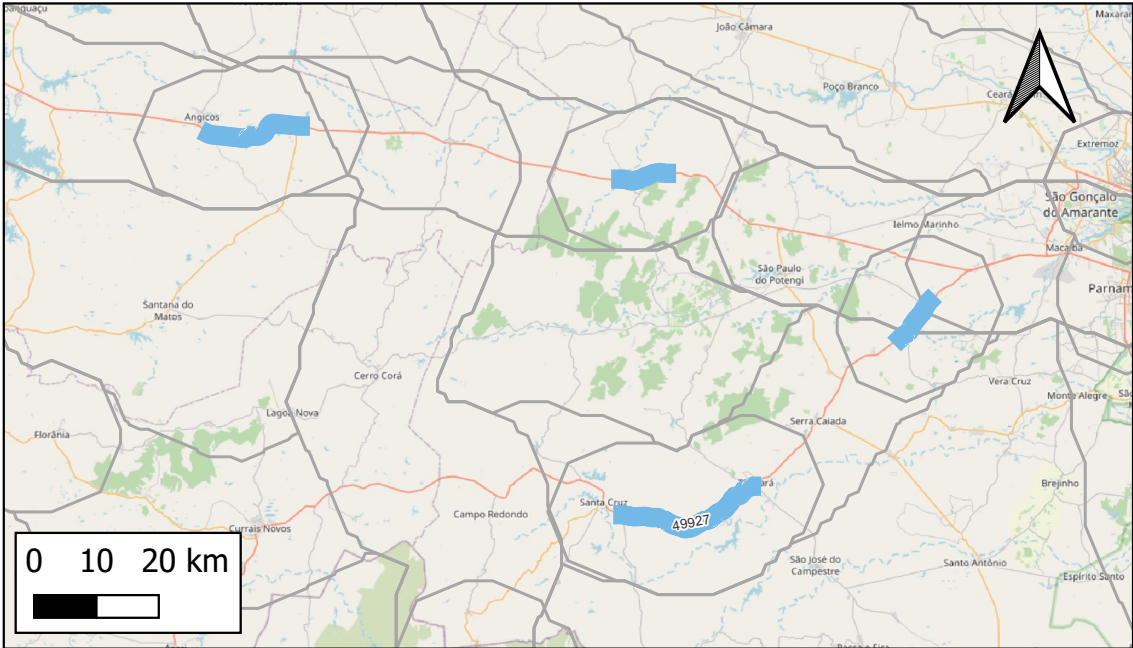 João Câmara
Maxarar
Poço Branco
Ceará
Angicos
Extremoz
São Gonçalo
do Amarante
Ielmo Marinho
Macaíba
São Paulo
do Potengi
Parnam
Santana do
Matos
Cerro Corá
Vera Cruz
Monte Alegre
Sã
Lagoa Nova
Serra Caiada
Florânia
Brejinho
Santa Cruz
Campo Redondo
49927
Currais Novos
São José do
Campestre
Santo Antônio
Espírito Santo
0 10 20 km